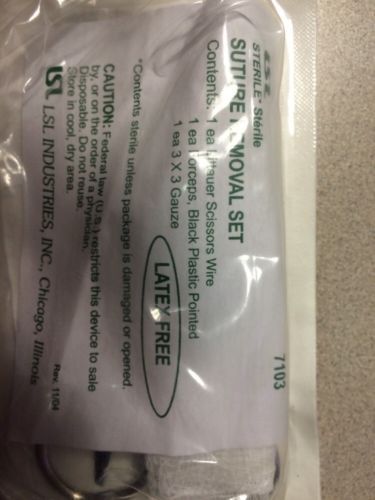 LSL
STERILE* Stérile
7103
SUTURE REMOVAL SET
Contents: 1 ea Littauer Scissors Wire
1 ea Forceps, Black Plastic Pointed
1 ea 3 X 3 Gauze
LATEX FREE
*Contents sterile unless package is damaged or opened.
CAUTION: Federal law (U.S.) restricts this device to sale
by, or on the order of a physician.
Disposable. Do not reuse.
Store in cool, dry area.
LSL LSL INDUSTRIES, INC., Chicago, Illinois
Rev. 11/04